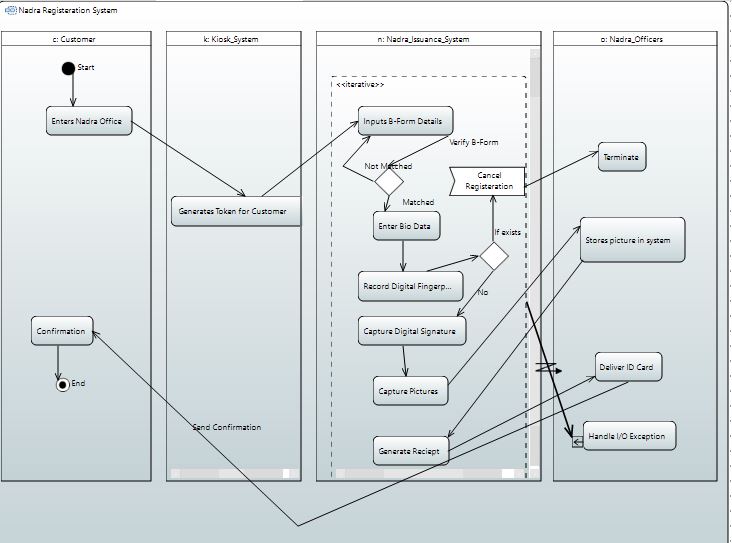 Nadra Registeration System
c: Customer
k: Kiosk_System
n: Nadra_Issuance_System
o: Nadra_Officers
Start
<<iterative>>
Enters Nadra Office
Inputs B-Form Details
Verify B-Form
Not Matched
Terminate
Cancel
Registeration
Matched
Generates Token for Customer
Enter Bio Data
If exists
Stores picture in system
Record Digital Fingerp...
No
Confirmation
Capture Digital Signature
Deliver ID Card
End
Capture Pictures
Send Confirmation
Handle I/O Exception
Generate Reciept